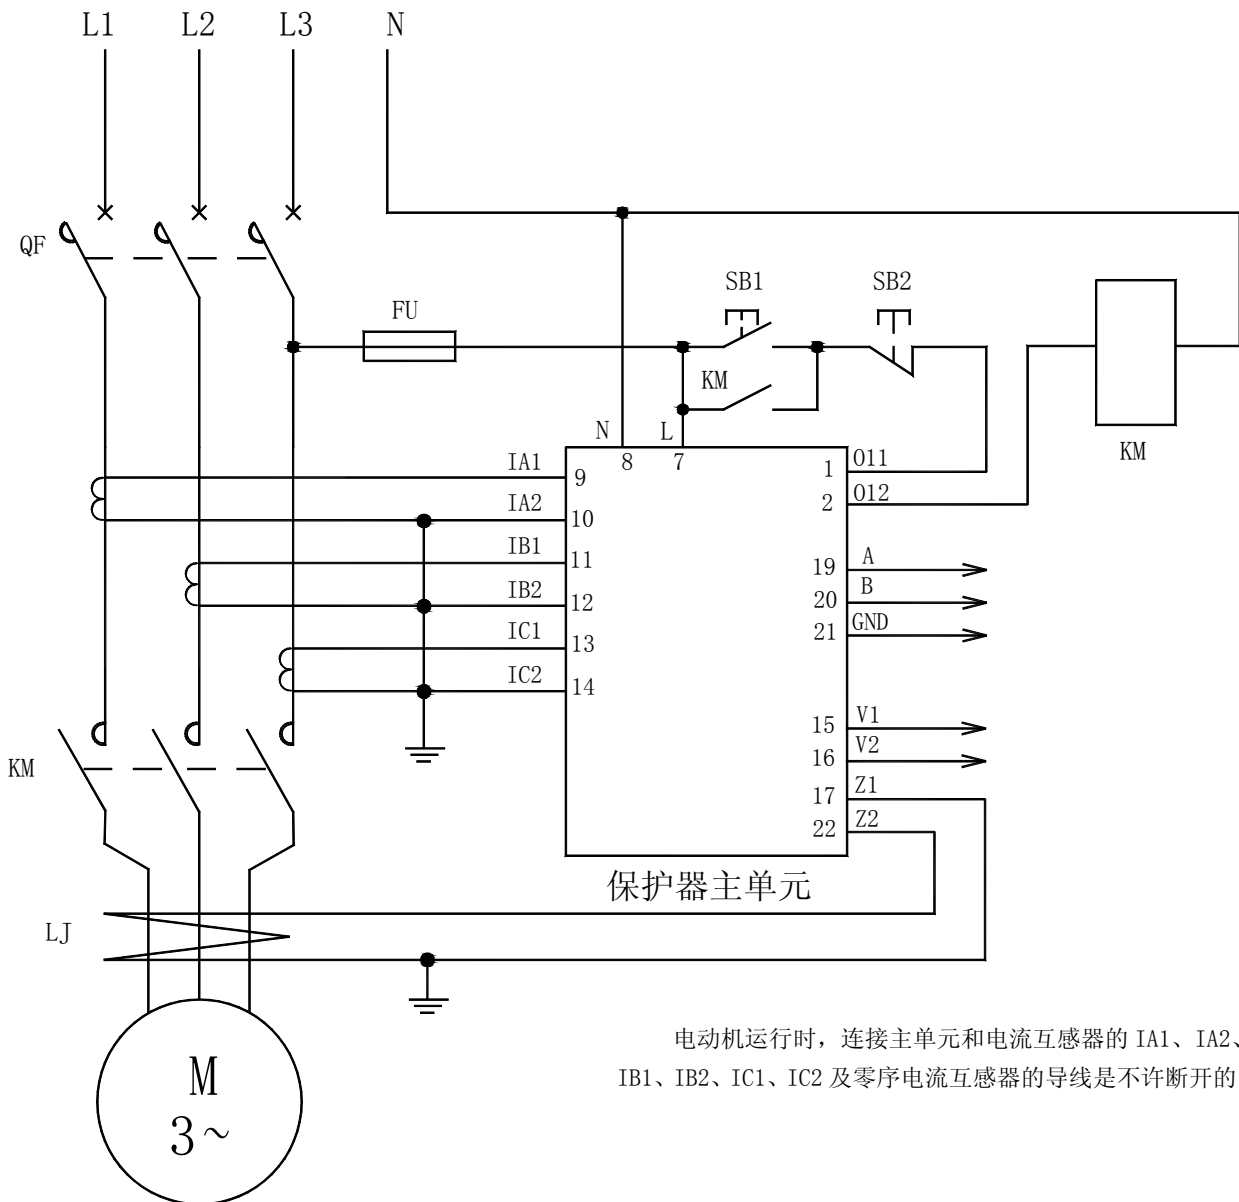 L1 L2 L3 N
QF
SB1 SB2
FU
KM
KM
N L
8 7
IA1 9
IA2 10
IB1 11
IB2 12
IC1 13
IC2 14
1 O11
2 O12
19 A
20 B
21 GND
15 V1
16 V2
17 Z1
22 Z2
KM
保护器主单元
LJ
M
3~
电动机运行时，连接主单元和电流互感器的 IA1、IA2、
IB1、IB2、IC1、IC2 及零序电流互感器的导线是不许断开的